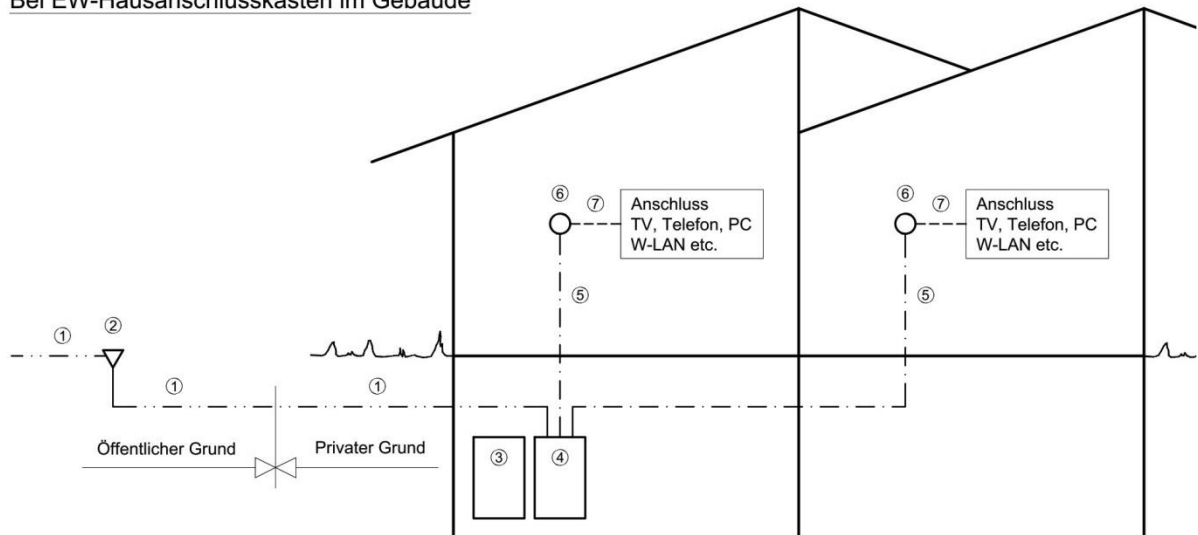 Bei EW-Hausanschlusskasten im Gebäude
⑥
⑦
Anschluss
TV, Telefon, PC
W-LAN etc.
⑥
⑦
Anschluss
TV, Telefon, PC
W-LAN etc.
⑤
⑤
①
②
①
①
Öffentlicher Grund
Privater Grund
③
④